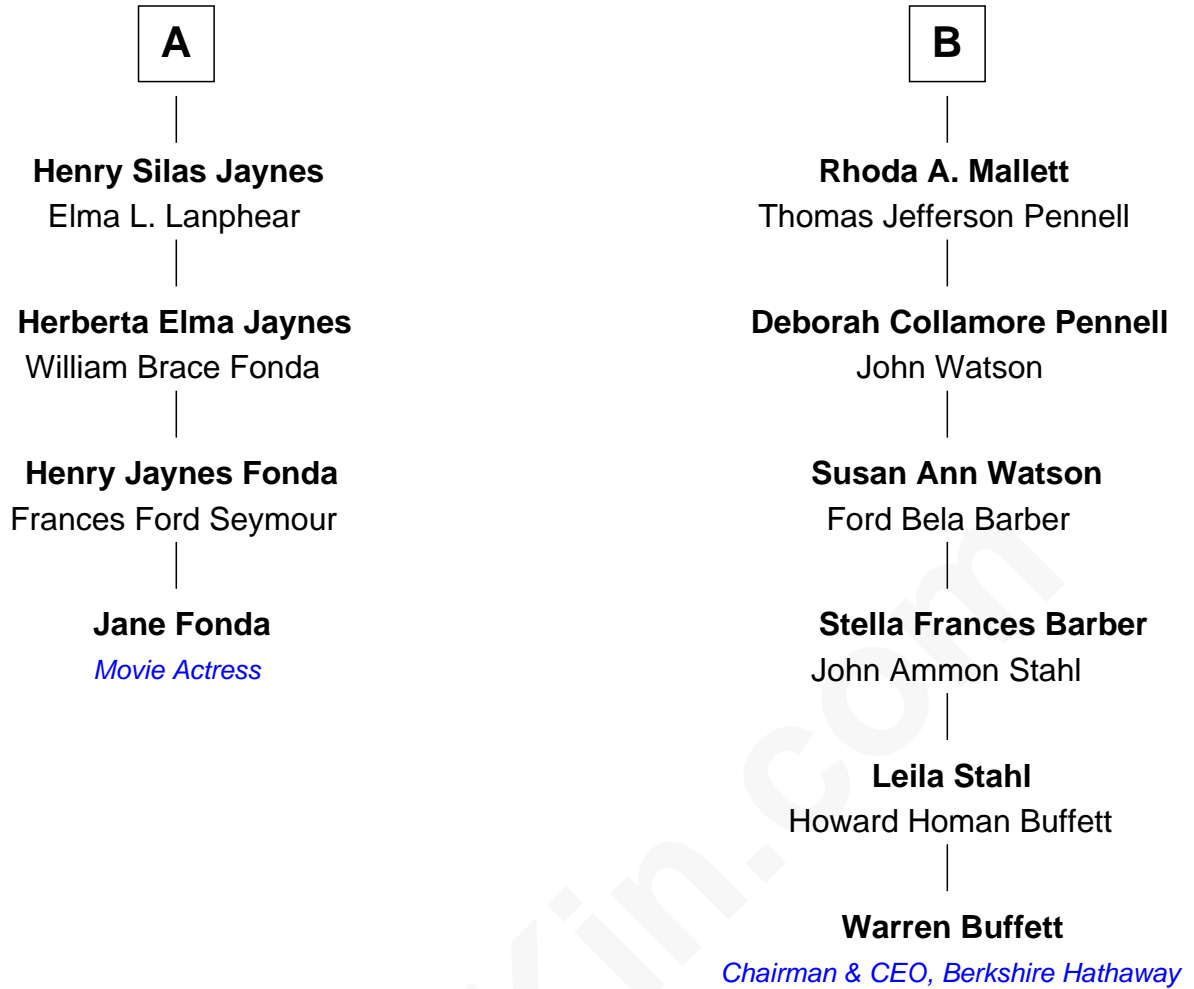 A
Henry Silas Jaynes
Elma L. Lanphear
Herberta Elma Jaynes
William Brace Fonda
Henry Jaynes Fonda
Frances Ford Seymour
Jane Fonda
Movie Actress
B
Rhoda A. Mallett
Thomas Jefferson Pennell
Deborah Collamore Pennell
John Watson
Susan Ann Watson
Ford Bela Barber
Stella Frances Barber
John Ammon Stahl
Leila Stahl
Howard Homan Buffett
Warren Buffett
Chairman & CEO, Berkshire Hathaway
Kin.com